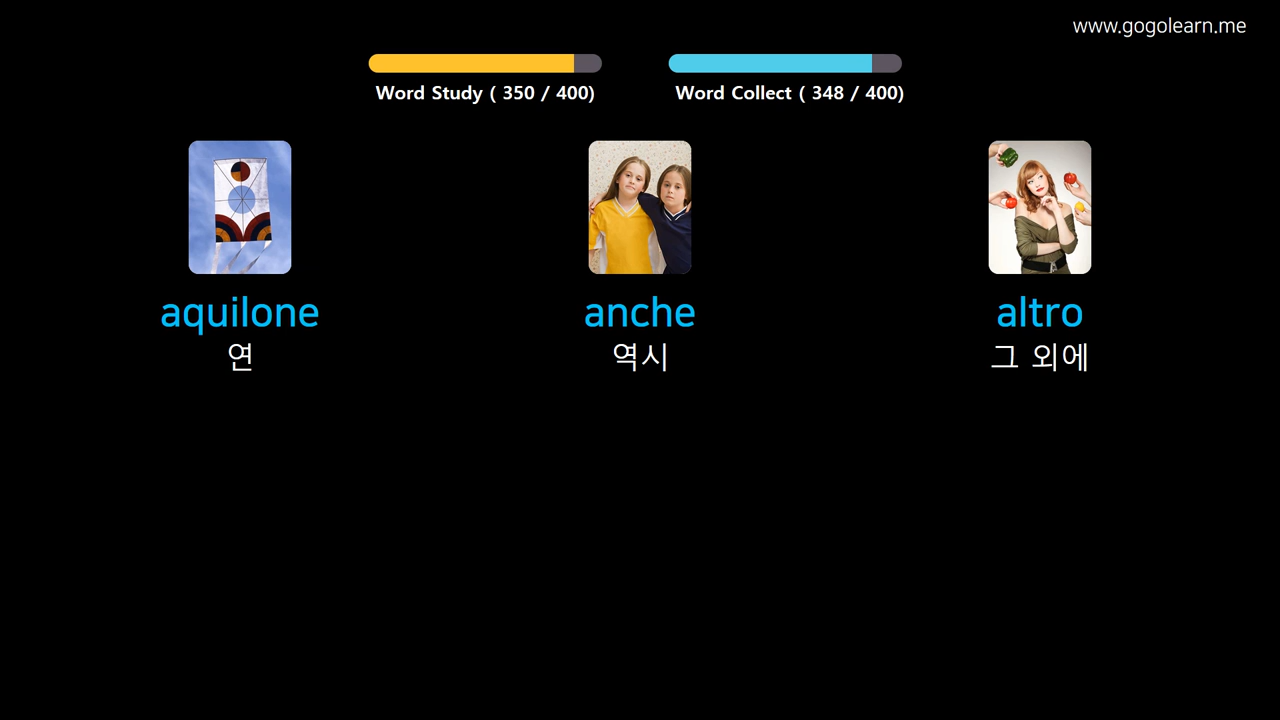 www.gogolearn.me
Word Study ( 350 / 400)
Word Collect ( 348 / 400)
aquilone
연
anche
역시
altro
그 외에